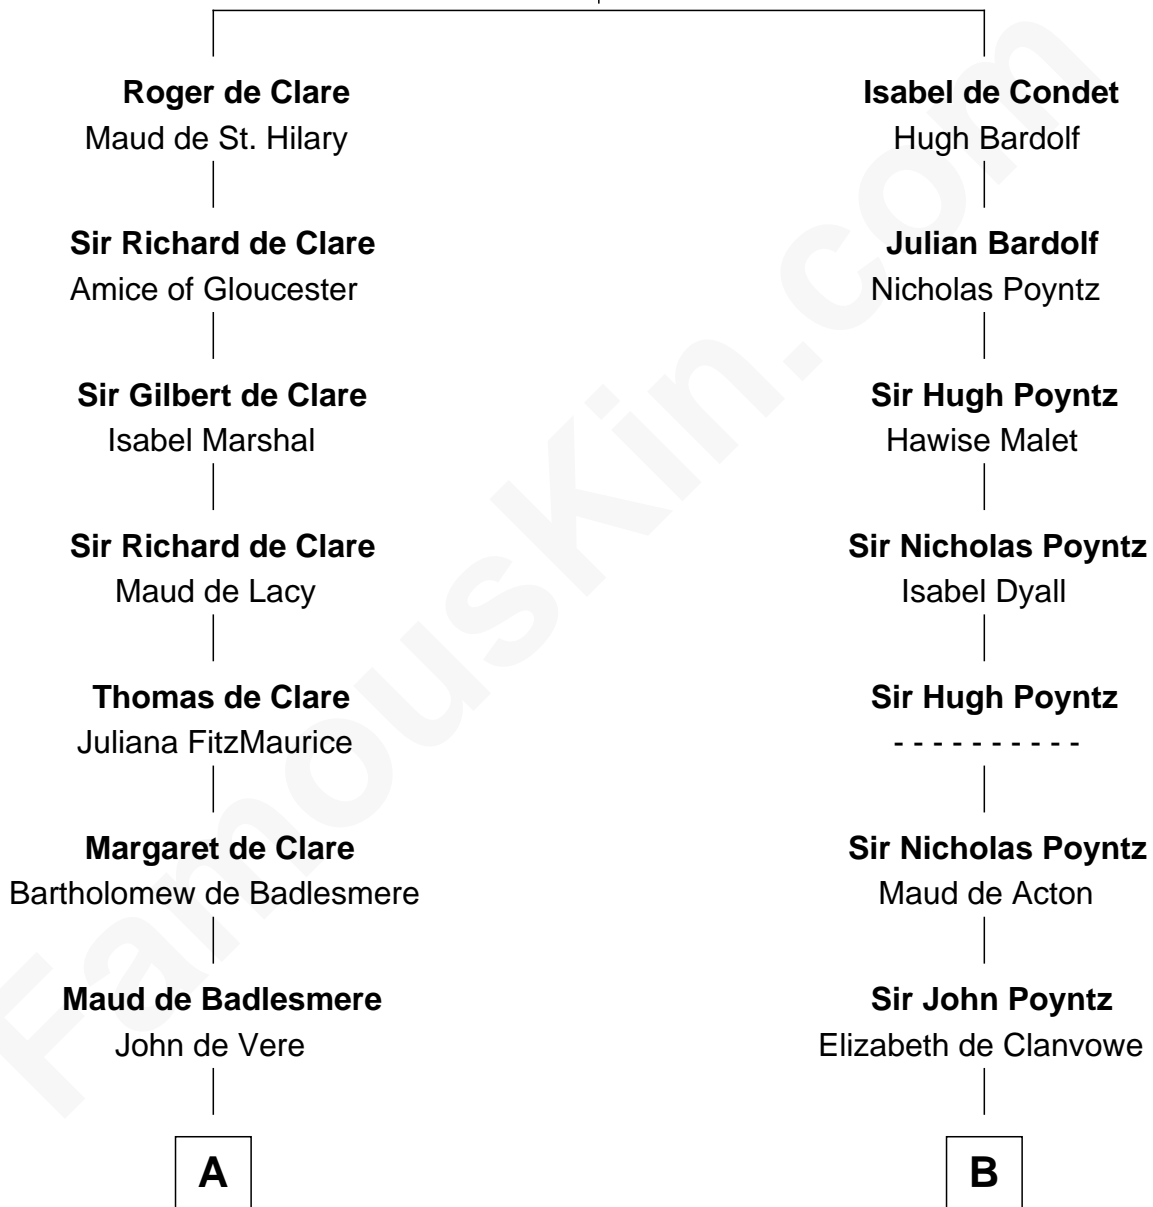 Roger de Clare
Maud de St. Hilary
Sir Richard de Clare
Amice of Gloucester
Sir Gilbert de Clare
Isabel Marshal
Sir Richard de Clare
Maud de Lacy
Thomas de Clare
Juliana FitzMaurice
Margaret de Clare
Bartholomew de Badlesmere
Maud de Badlesmere
John de Vere
A
Isabel de Condet
Hugh Bardolf
Julian Bardolf
Nicholas Poyntz
Sir Hugh Poyntz
Hawise Malet
Sir Nicholas Poyntz
Isabel Dyall
Sir Hugh Poyntz
- - - - - - - - - -
Sir Nicholas Poyntz
Maud de Acton
Sir John Poyntz
Elizabeth de Clanvowe
B
FamousKin.com